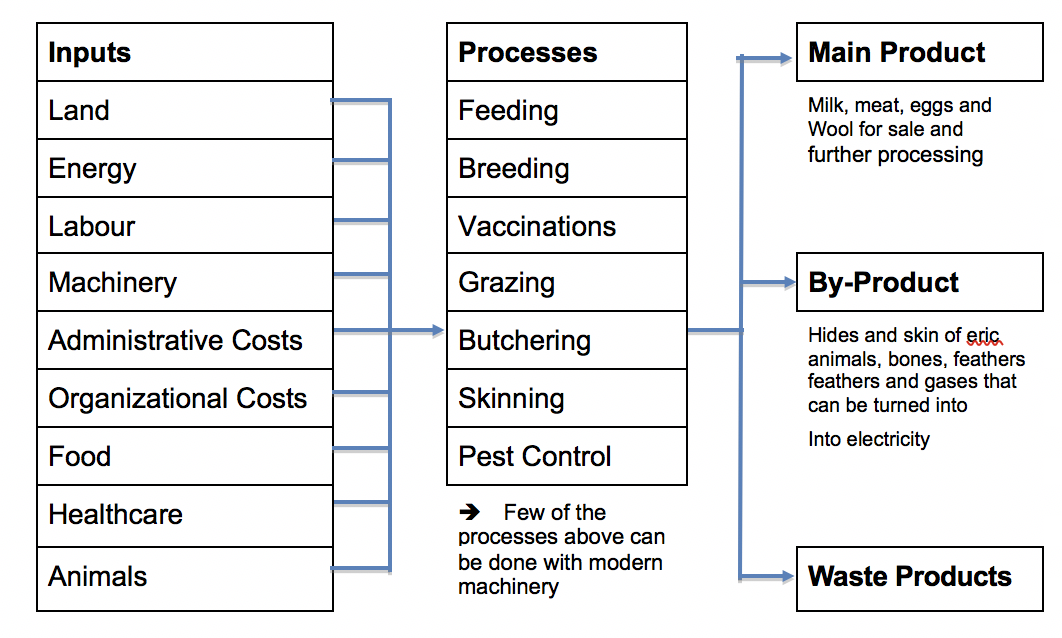 Inputs
Land
Energy
Labour
Machinery
Administrative Costs
Organizational Costs
Food
Healthcare
Animals
Processes
Feeding
Breeding
Vaccinations
Grazing
Butchering
Skinning
Pest Control
➔ Few of the
processes above can
be done with modern
machinery
Main Product
Milk, meat, eggs and
Wool for sale and
further processing
By-Product
Hides and skin of eric
animals, bones, feathers
feathers and gases that
can be turned into
Into electricity
Waste Products